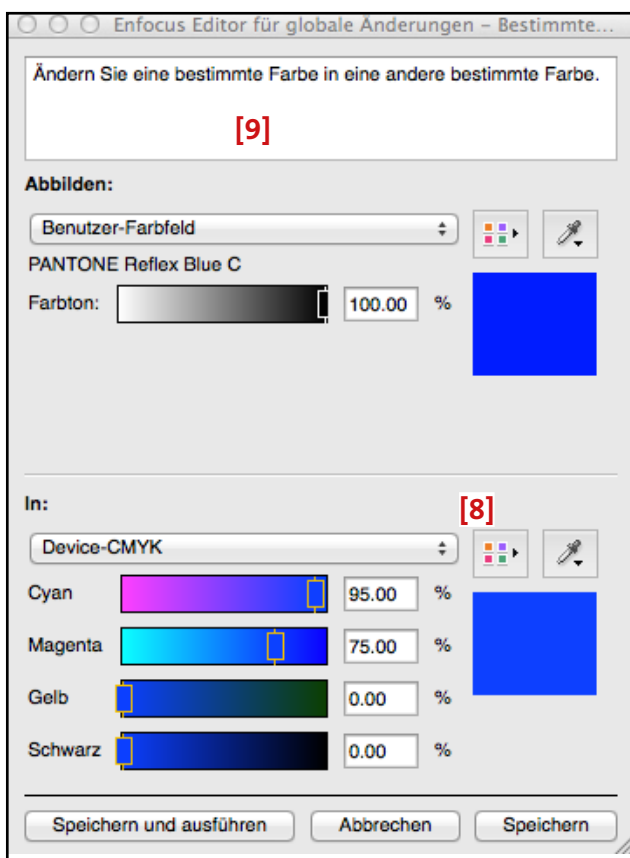 Enfocus Editor für globale Änderungen – Bestimmte...
Ändern Sie eine bestimmte Farbe in eine andere bestimmte Farbe.
[9]
Abbilden:
Benutzer-Farbfeld
PANTONE Reflex Blue C
Farbton: 100.00 %
In:
[8]
Device-CMYK
Cyan 95.00 %
Magenta 75.00 %
Gelb 0.00 %
Schwarz 0.00 %
Speichern und ausführen Abbrechen Speichern